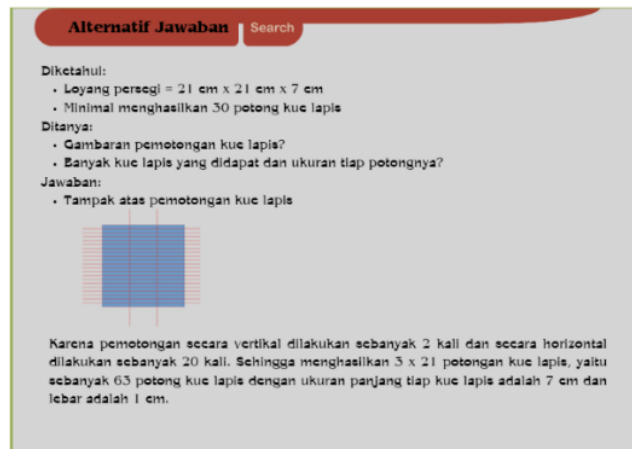 Alternatif Jawaban
Search
Diketahui:
• Loyang persegi = 21 cm x 21 cm x 7 cm
• Minimal menghasilkan 30 potong kue lapis
Ditanya:
• Gambaran pemotongan kue lapis?
• Banyak kue lapis yang didapat dan ukuran tiap potongnya?
Jawaban:
• Tampak atas pemotongan kue lapis
Karena pemotongan secara vertikal dilakukan sebanyak 2 kali dan secara horizontal
dilakukan sebanyak 20 kali. Sehingga menghasilkan 3 x 21 potongan kue lapis, yaitu
sebanyak 63 potong kue lapis dengan ukuran panjang tiap kue lapis adalah 7 cm dan
lebar adalah 1 cm.